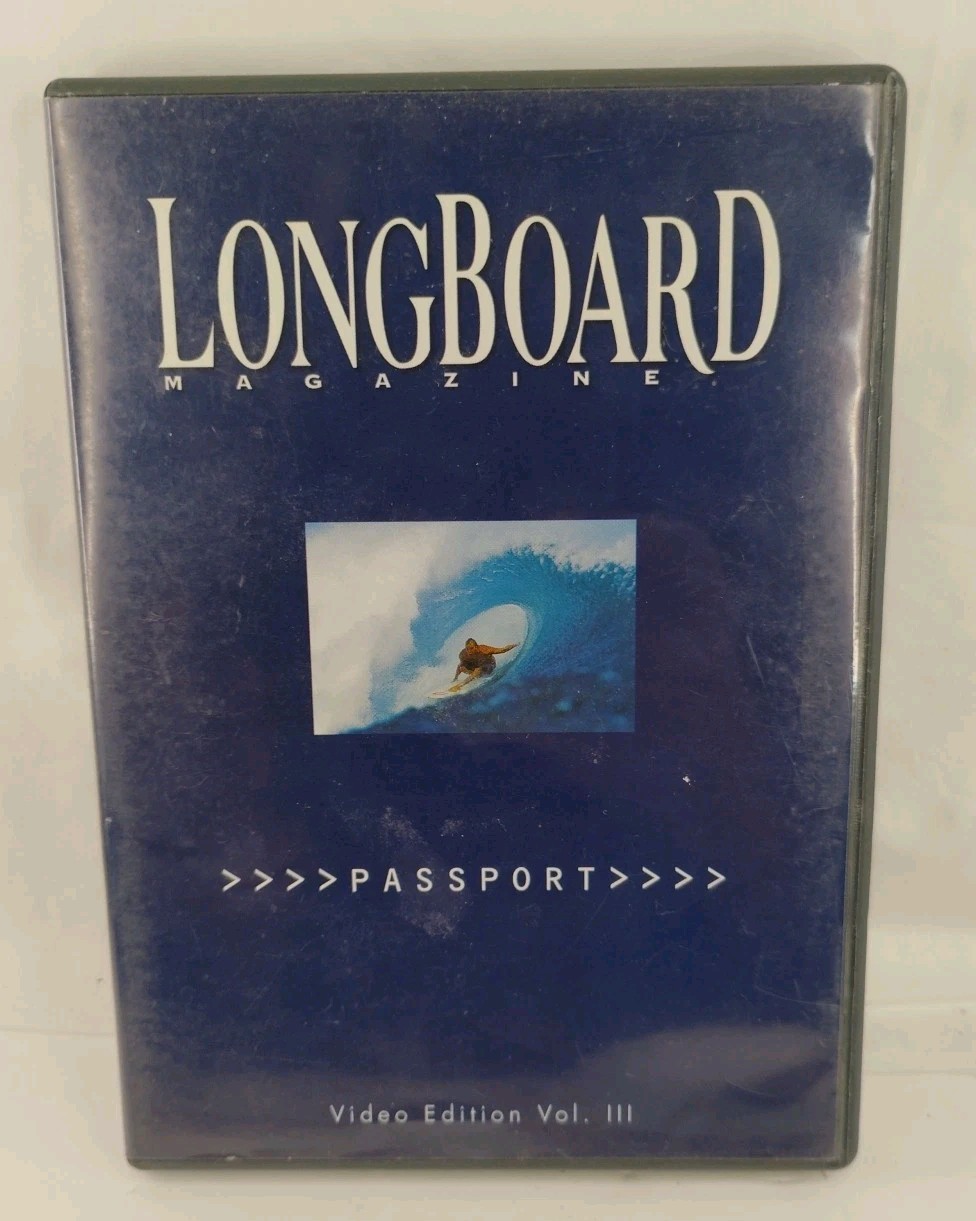 LONGBOARD
MAGAZINE
>>>>PASSPORT>>>>
Video Edition Vol. III